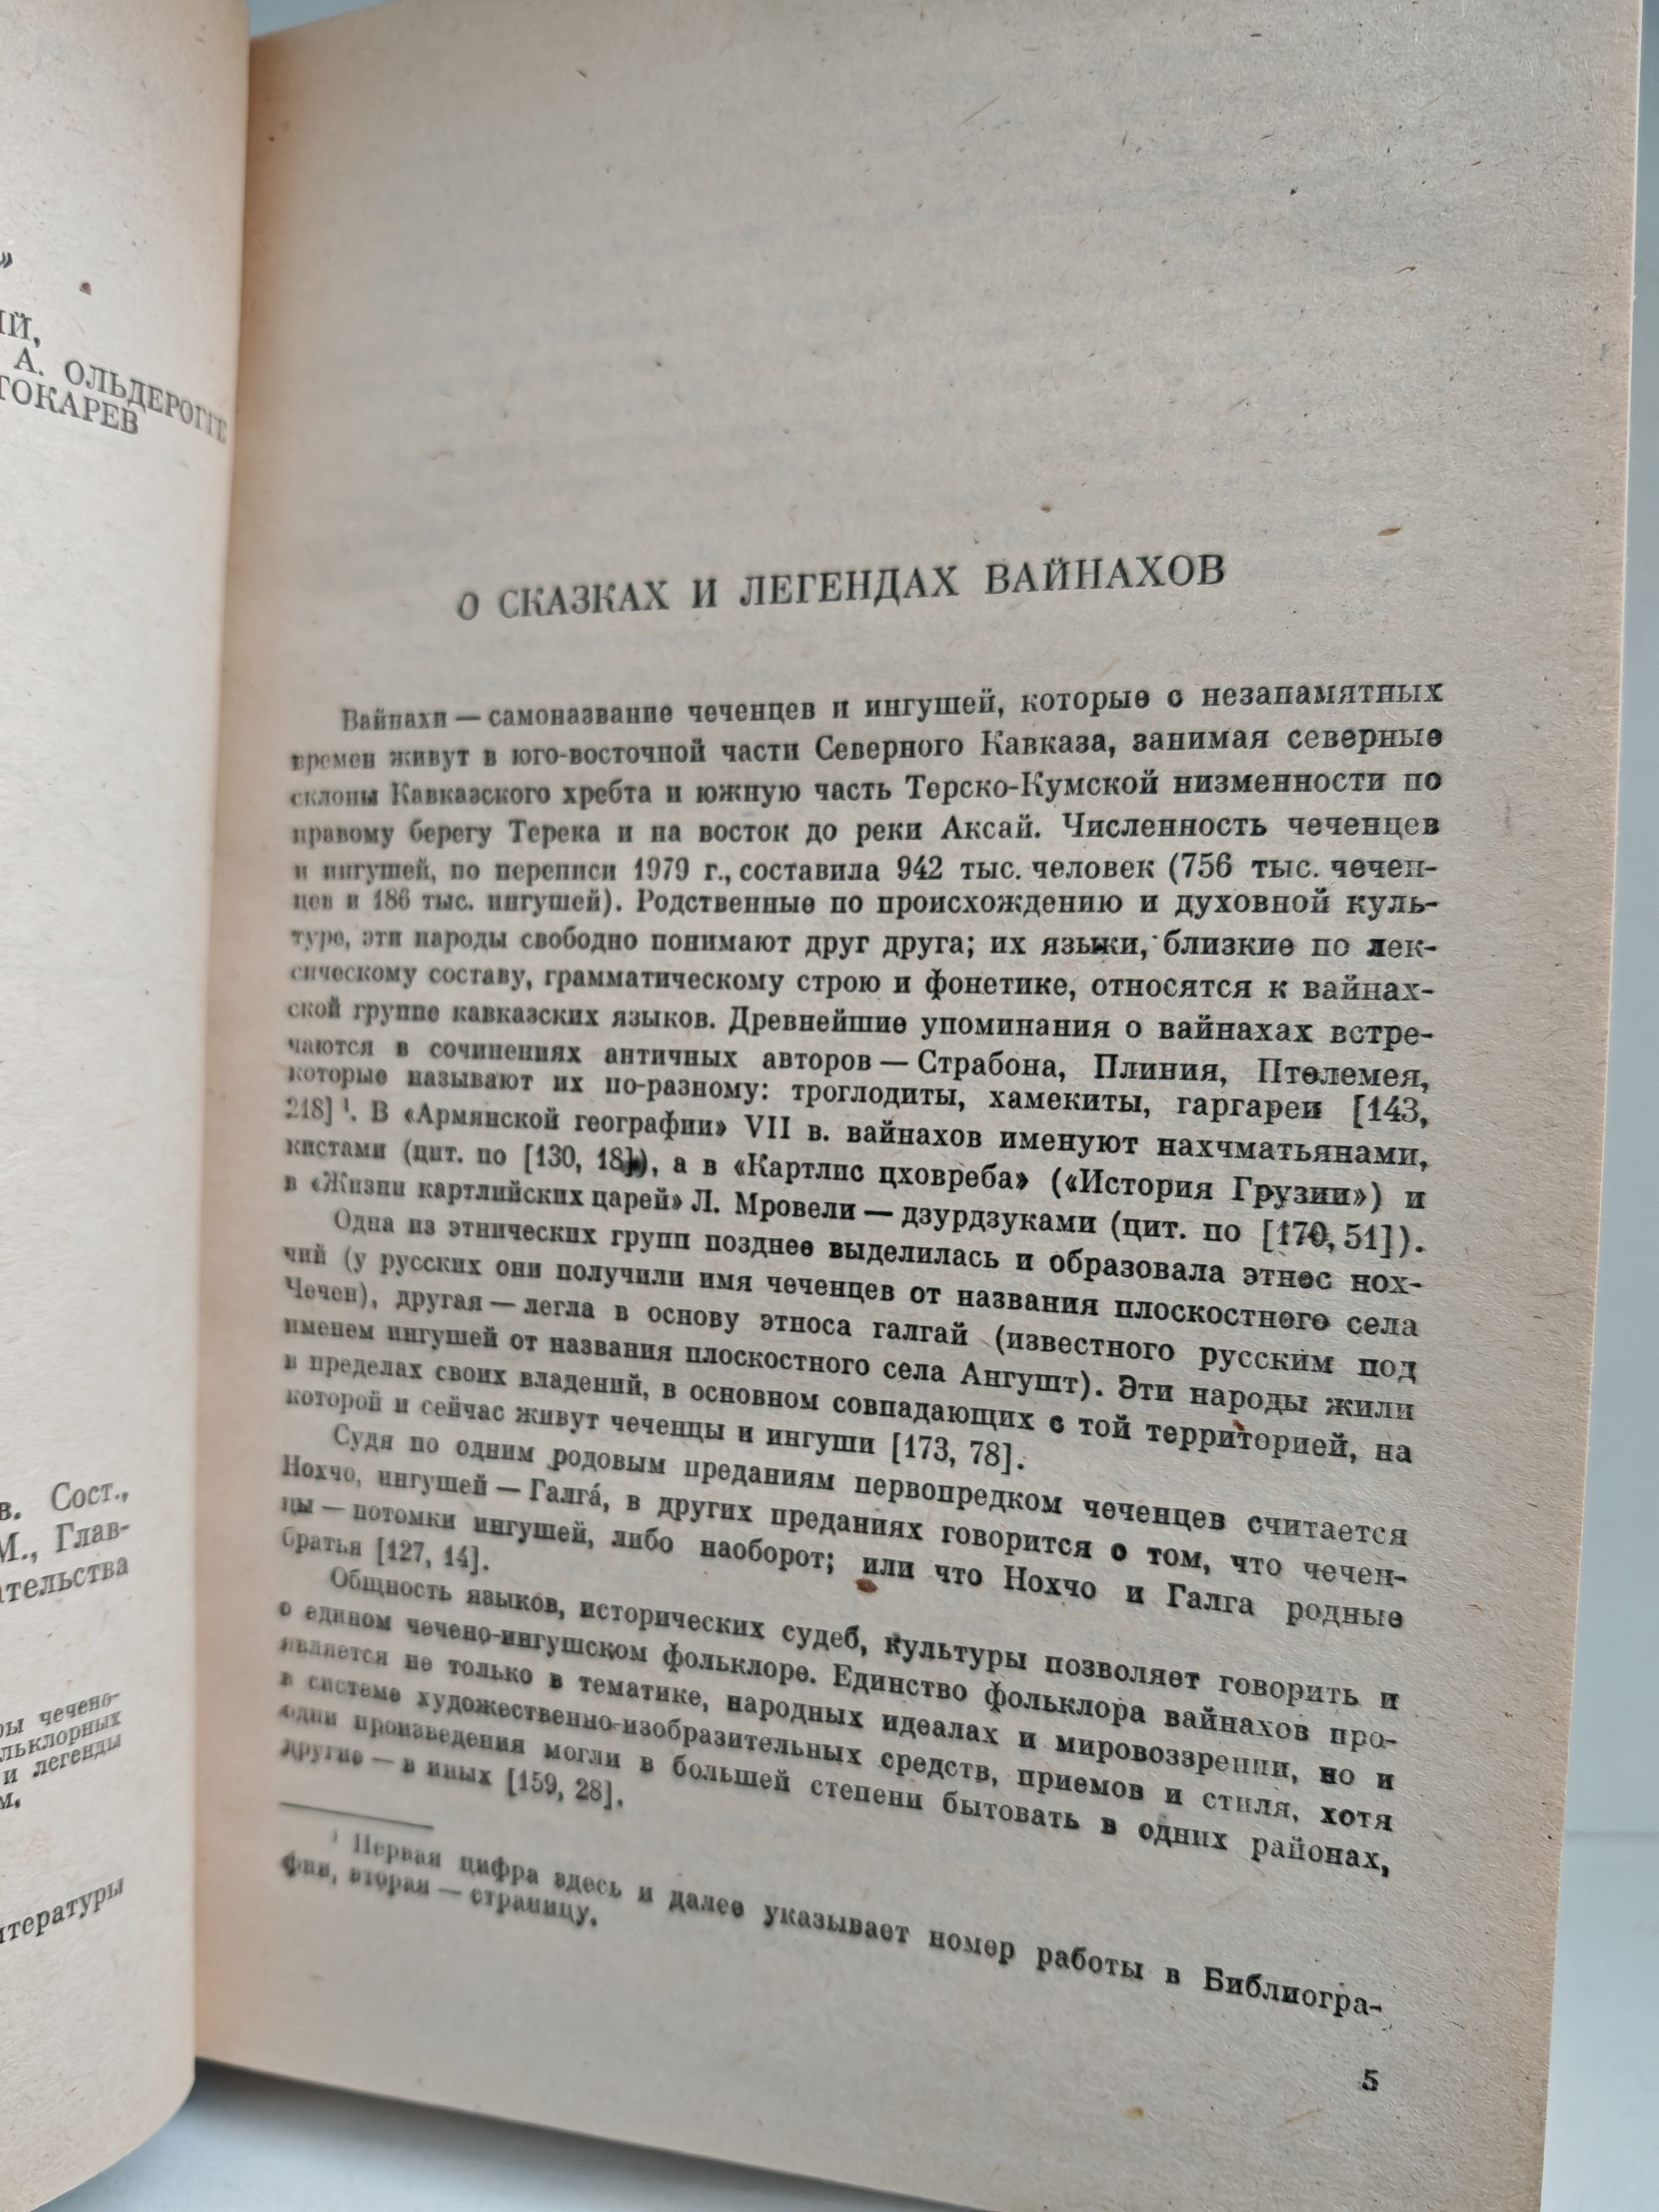 »
ИЙ,
А. ОЛЬДЕРОГГЕ
ТОКАРЕВ
в. Сост.,
М., Глав-
ательства
ры чечено-
льклорных
и легенды
м.
итературы
О СКАЗКАХ И ЛЕГЕНДАХ ВАЙНАХОВ
Вайнахи — самоназвание чеченцев и ингушей, которые с незапамятных
времен живут в юго-восточной части Северного Кавказа, занимая северные
склоны Кавказского хребта и южную часть Терско-Кумской низменности по
правому берегу Терека и на восток до реки Аксай. Численность чеченцев
и ингушей, по переписи 1979 г., составила 942 тыс. человек (756 тыс. чечен-
цев и 186 тыс. ингушей). Родственные по происхождению и духовной куль-
туре, эти народы свободно понимают друг друга; их языки, близкие по лек-
сическому составу, грамматическому строю и фонетике, относятся к вайнах-
ской группе кавказских языков. Древнейшие упоминания о вайнахах встре-
чаются в сочинениях античных авторов — Страбона, Плиния, Птолемея,
которые называют их по-разному: троглодиты, хамекиты, гаргареи [143,
218] ¹. В «Армянской географии» VII в. вайнахов именуют нахчматьянами,
кистами (цит. по [130, 18]), а в «Картлис цховреба» («История Грузии») и
в «Жизни картлийских царей» Л. Мровели — дзурдзуками (цит. по [170, 51]).
Одна из этнических групп позднее выделилась и образовала этнос нох-
чий (у русских они получили имя чеченцев от названия плоскостного села
Чечен), другая — легла в основу этноса галгай (известного русским под
именем ингушей от названия плоскостного села Ангушт). Эти народы жили
в пределах своих владений, в основном совпадающих с той территорией, на
которой и сейчас живут чеченцы и ингуши [173, 78].
Судя по одним родовым преданиям первопредком чеченцев считается
Нохчо, ингушей — Галгá, в других преданиях говорится о том, что чечен-
цы — потомки ингушей, либо наоборот; или что Нохчо и Галга родные
братья [127, 14].
Общность языков, исторических судеб, культуры позволяет говорить и
о едином чечено-ингушском фольклоре. Единство фольклора вайнахов про-
является не только в тематике, народных идеалах и мировоззрении, но и
в системе художественно-изобразительных средств, приемов и стиля, хотя
одни произведения могли в большей степени бытовать в одних районах,
другие — в иных [159, 28].
¹ Первая цифра здесь и далее указывает номер работы в Библиогра-
фии, вторая — страницу.
5